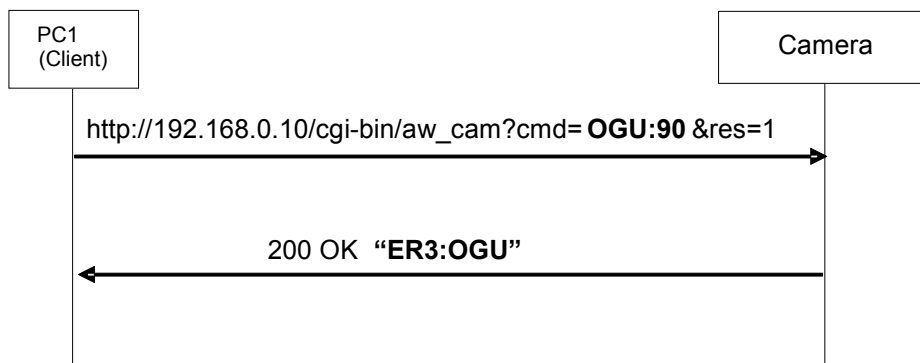 PC1
(Client)
Camera
http://192.168.0.10/cgi-bin/aw_cam?cmd= OGU:90 &res=1
200 OK “ER3:OGU”